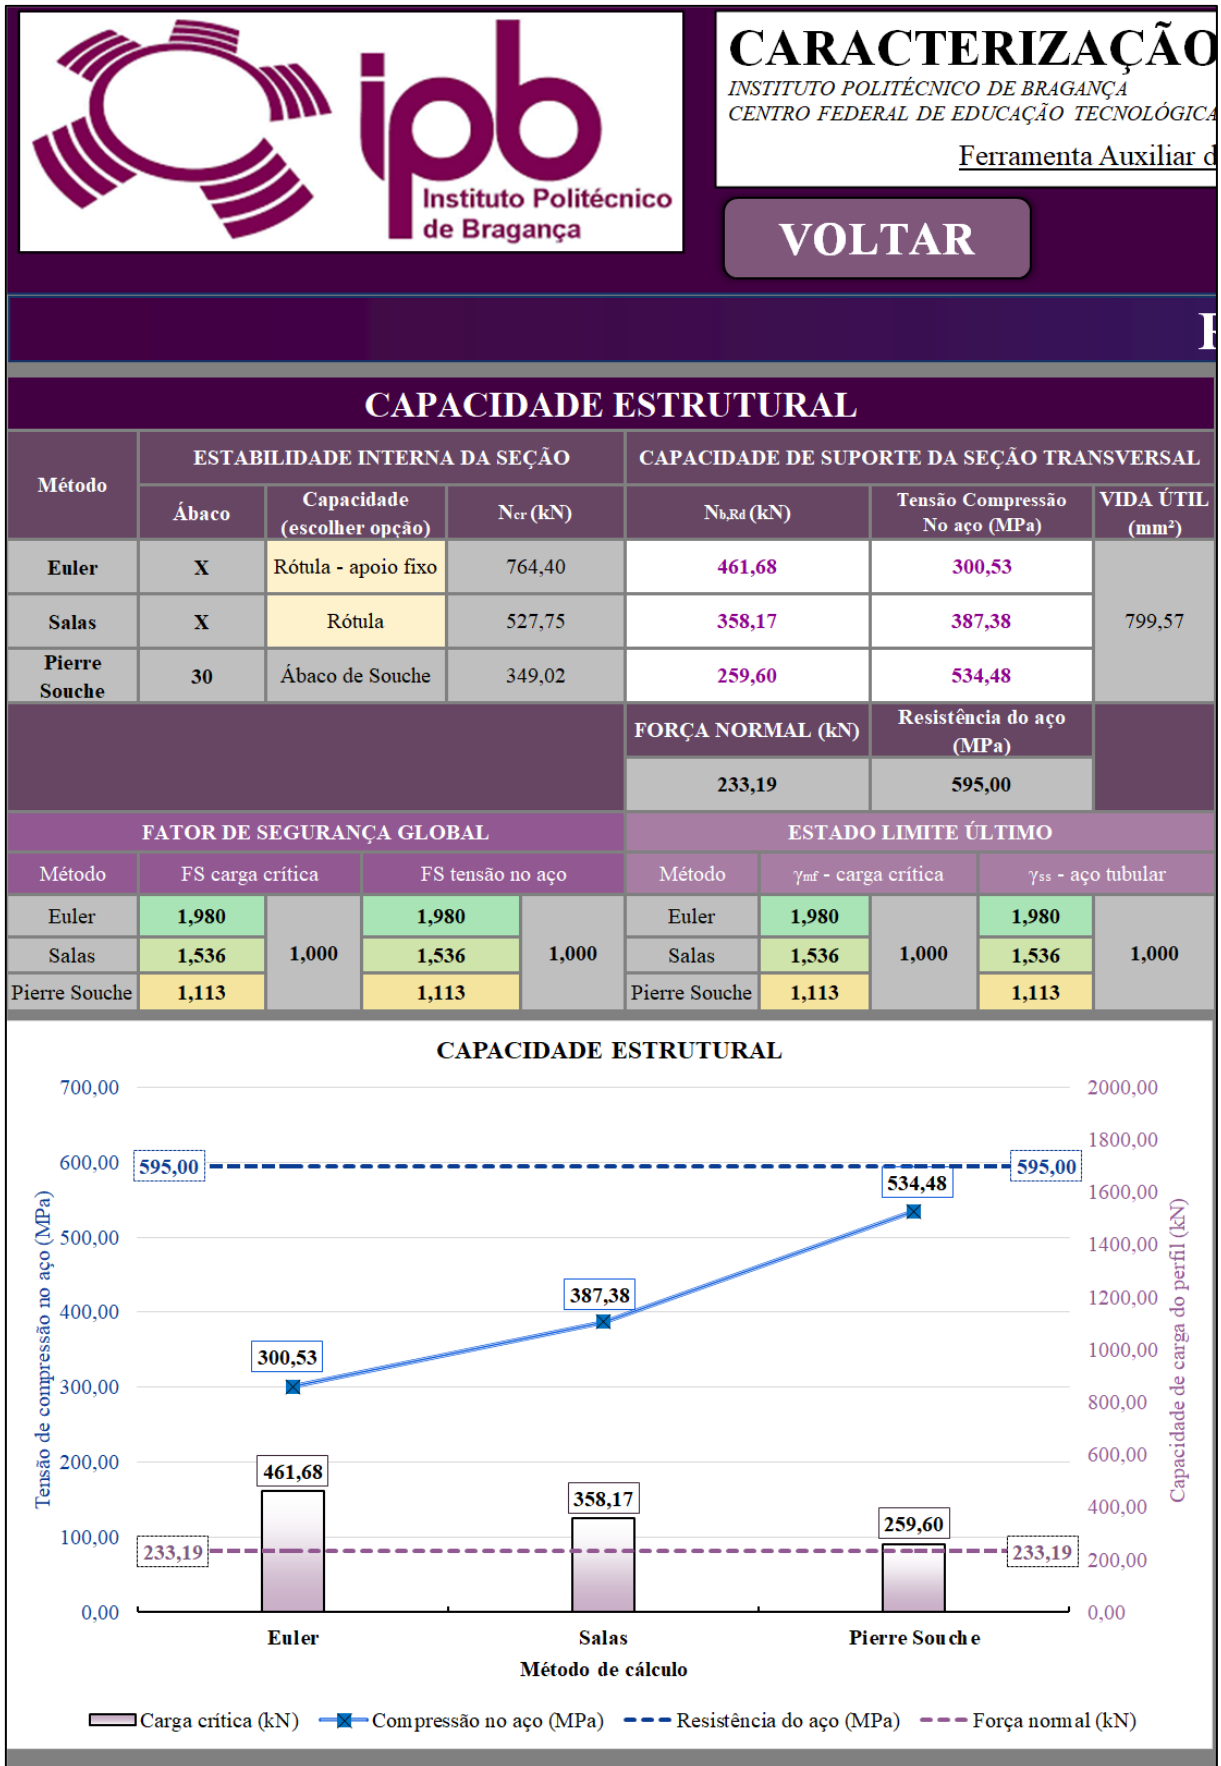 ipb
Instituto Politécnico
de Bragança
CARACTERIZAÇÃO
INSTITUTO POLITÉCNICO DE BRAGANÇA
CENTRO FEDERAL DE EDUCAÇÃO TECNOLÓGICA
Ferramenta Auxiliar d
VOLTAR
CAPACIDADE ESTRUTURAL
Método
ESTABILIDADE INTERNA DA SEÇÃO
CAPACIDADE DE SUPORTE DA SEÇÃO TRANSVERSAL
Ábaco
Capacidade
(escolher opção)
Ncr (kN)
Nb,Rd (kN)
Tensão Compressão
No aço (MPa)
VIDA ÚTIL
(mm²)
Euler X Rótula - apoio fixo 764,40 461,68 300,53
Salas X Rótula 527,75 358,17 387,38 799,57
Pierre
Souche
30 Ábaco de Souche 349,02 259,60 534,48
FORÇA NORMAL (kN)
Resistência do aço
(MPa)
233,19 595,00
FATOR DE SEGURANÇA GLOBAL ESTADO LIMITE ÚLTIMO
Método FS carga crítica FS tensão no aço Método γmf - carga crítica γss - aço tubular
Euler 1,980 1,980 Euler 1,980 1,980
Salas 1,536 1,000 1,536 1,000 Salas 1,536 1,000 1,536 1,000
Pierre Souche 1,113 1,113 Pierre Souche 1,113 1,113
CAPACIDADE ESTRUTURAL
Tensão de compressão no aço (MPa)
700,00
600,00
500,00
400,00
300,00
200,00
100,00
0,00
595,00
595,00
534,48
387,38
300,53
461,68
358,17
259,60
233,19
233,19
2000,00
1800,00
1600,00
1400,00
1200,00
1000,00
800,00
600,00
400,00
200,00
0,00
Capacidade de carga do perfil (kN)
Euler Salas Pierre Souche
Método de cálculo
Carga crítica (kN) Compressão no aço (MPa) Resistência do aço (MPa) Força normal (kN)